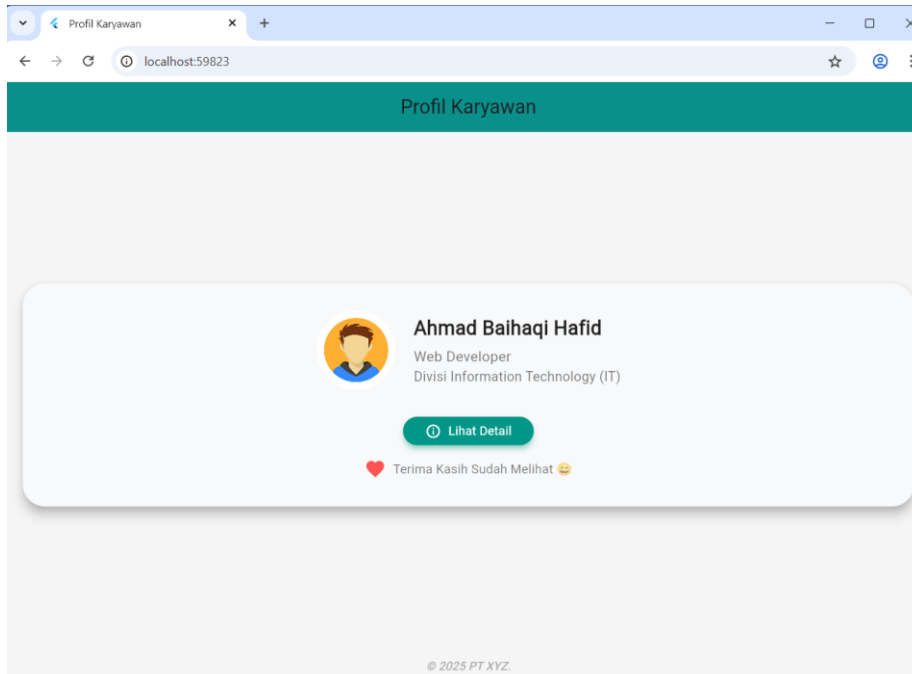 Profil Karyawan
localhost:59823
Profil Karyawan
Ahmad Baihaqi Hafid
Web Developer
Divisi Information Technology (IT)
Lihat Detail
Terima Kasih Sudah Melihat 😄
© 2025 PT XYZ.